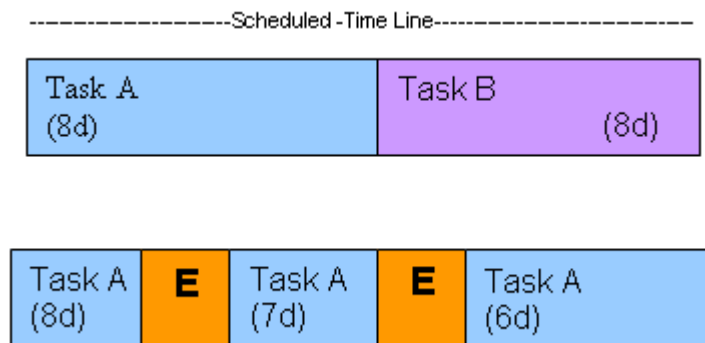 Scheduled -Time Line
Task A
(8d)
Task B
(8d)
Task A
(8d)
E
Task A
(7d)
E
Task A
(6d)